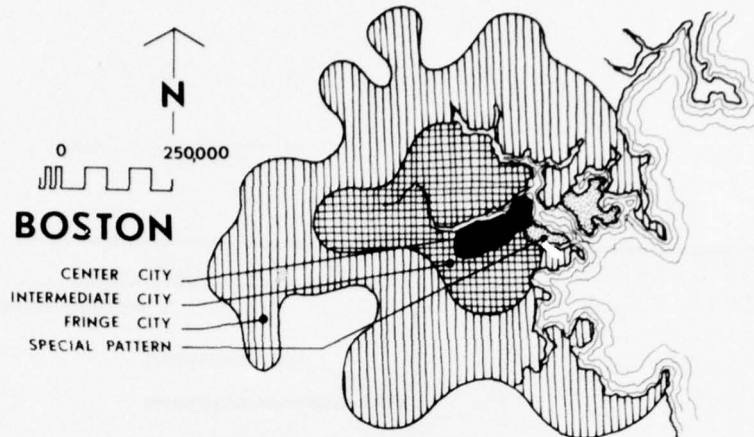 N
0 250,000
BOSTON
CENTER CITY
INTERMEDIATE CITY
FRINGE CITY
SPECIAL PATTERN